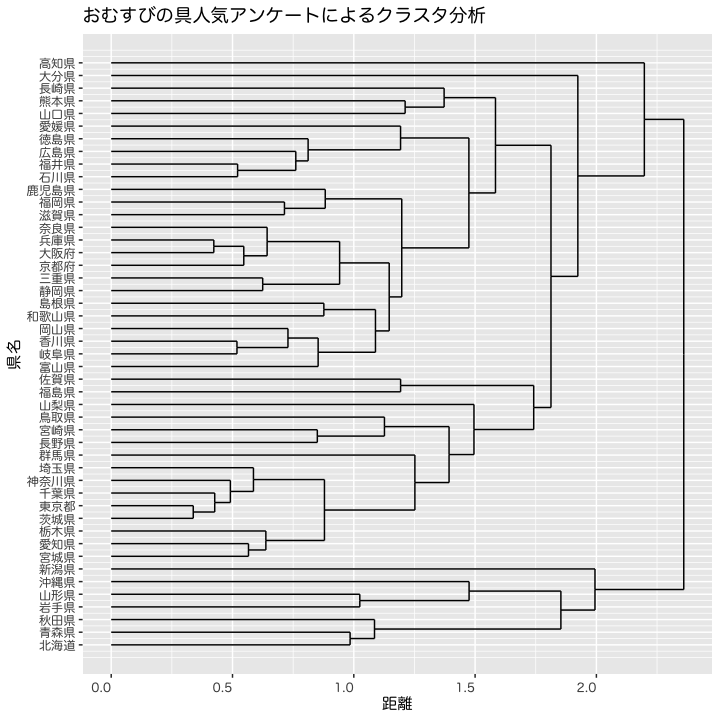 おむすびの具人気アンケートによるクラスタ分析
高知県
大分県
長崎県
熊本県
山口県
愛媛県
徳島県
広島県
福井県
石川県
鹿児島県
福岡県
滋賀県
奈良県
兵庫県
大阪府
京都府
三重県
静岡県
島根県
和歌山県
岡山県
香川県
岐阜県
富山県
佐賀県
福島県
山梨県
鳥取県
宮崎県
長野県
群馬県
埼玉県
神奈川県
千葉県
東京都
茨城県
栃木県
愛知県
宮城県
新潟県
沖縄県
山形県
岩手県
秋田県
青森県
北海道
県名
0.0 0.5 1.0 1.5 2.0
距離